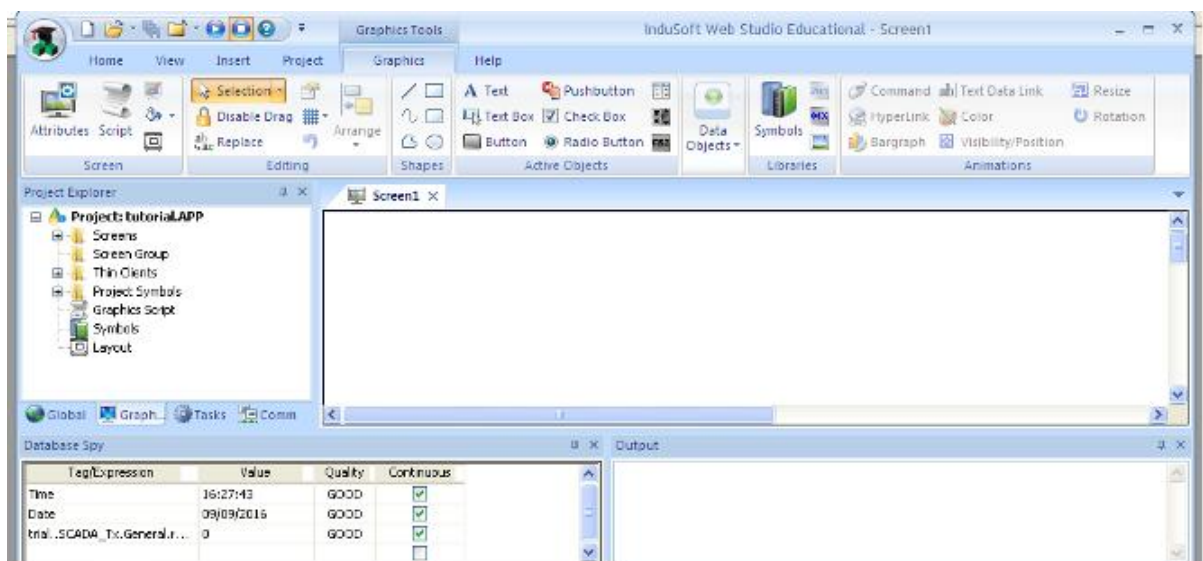 Graphics Tools InduSoft Web Studio Educational - Screen1
Home View Insert Project Graphics Help
Attributes Script Selection Disable Drag Replace Arrange
A Text Pushbutton
Text Box Check Box
Button Radio Button
Data Objects Symbols
Command Text Data Link Resize
HyperLink Color Rotation
Bargraph Visibility/Position
Screen Editing Shapes Active Objects Libraries Animations
Project Explorer
Screen1
Project: tutorial.APP
Screens
Screen Group
Thin Clients
Project Symbols
Graphics Script
Symbols
Layout
Global Graph... Tasks Comm
Database Spy Output
Tag/Expression Value Quality Continuous
Time 16:27:43 GOOD
Date 09/09/2016 GOOD
trial..SCADA_Tx.General.r... 0 GOOD